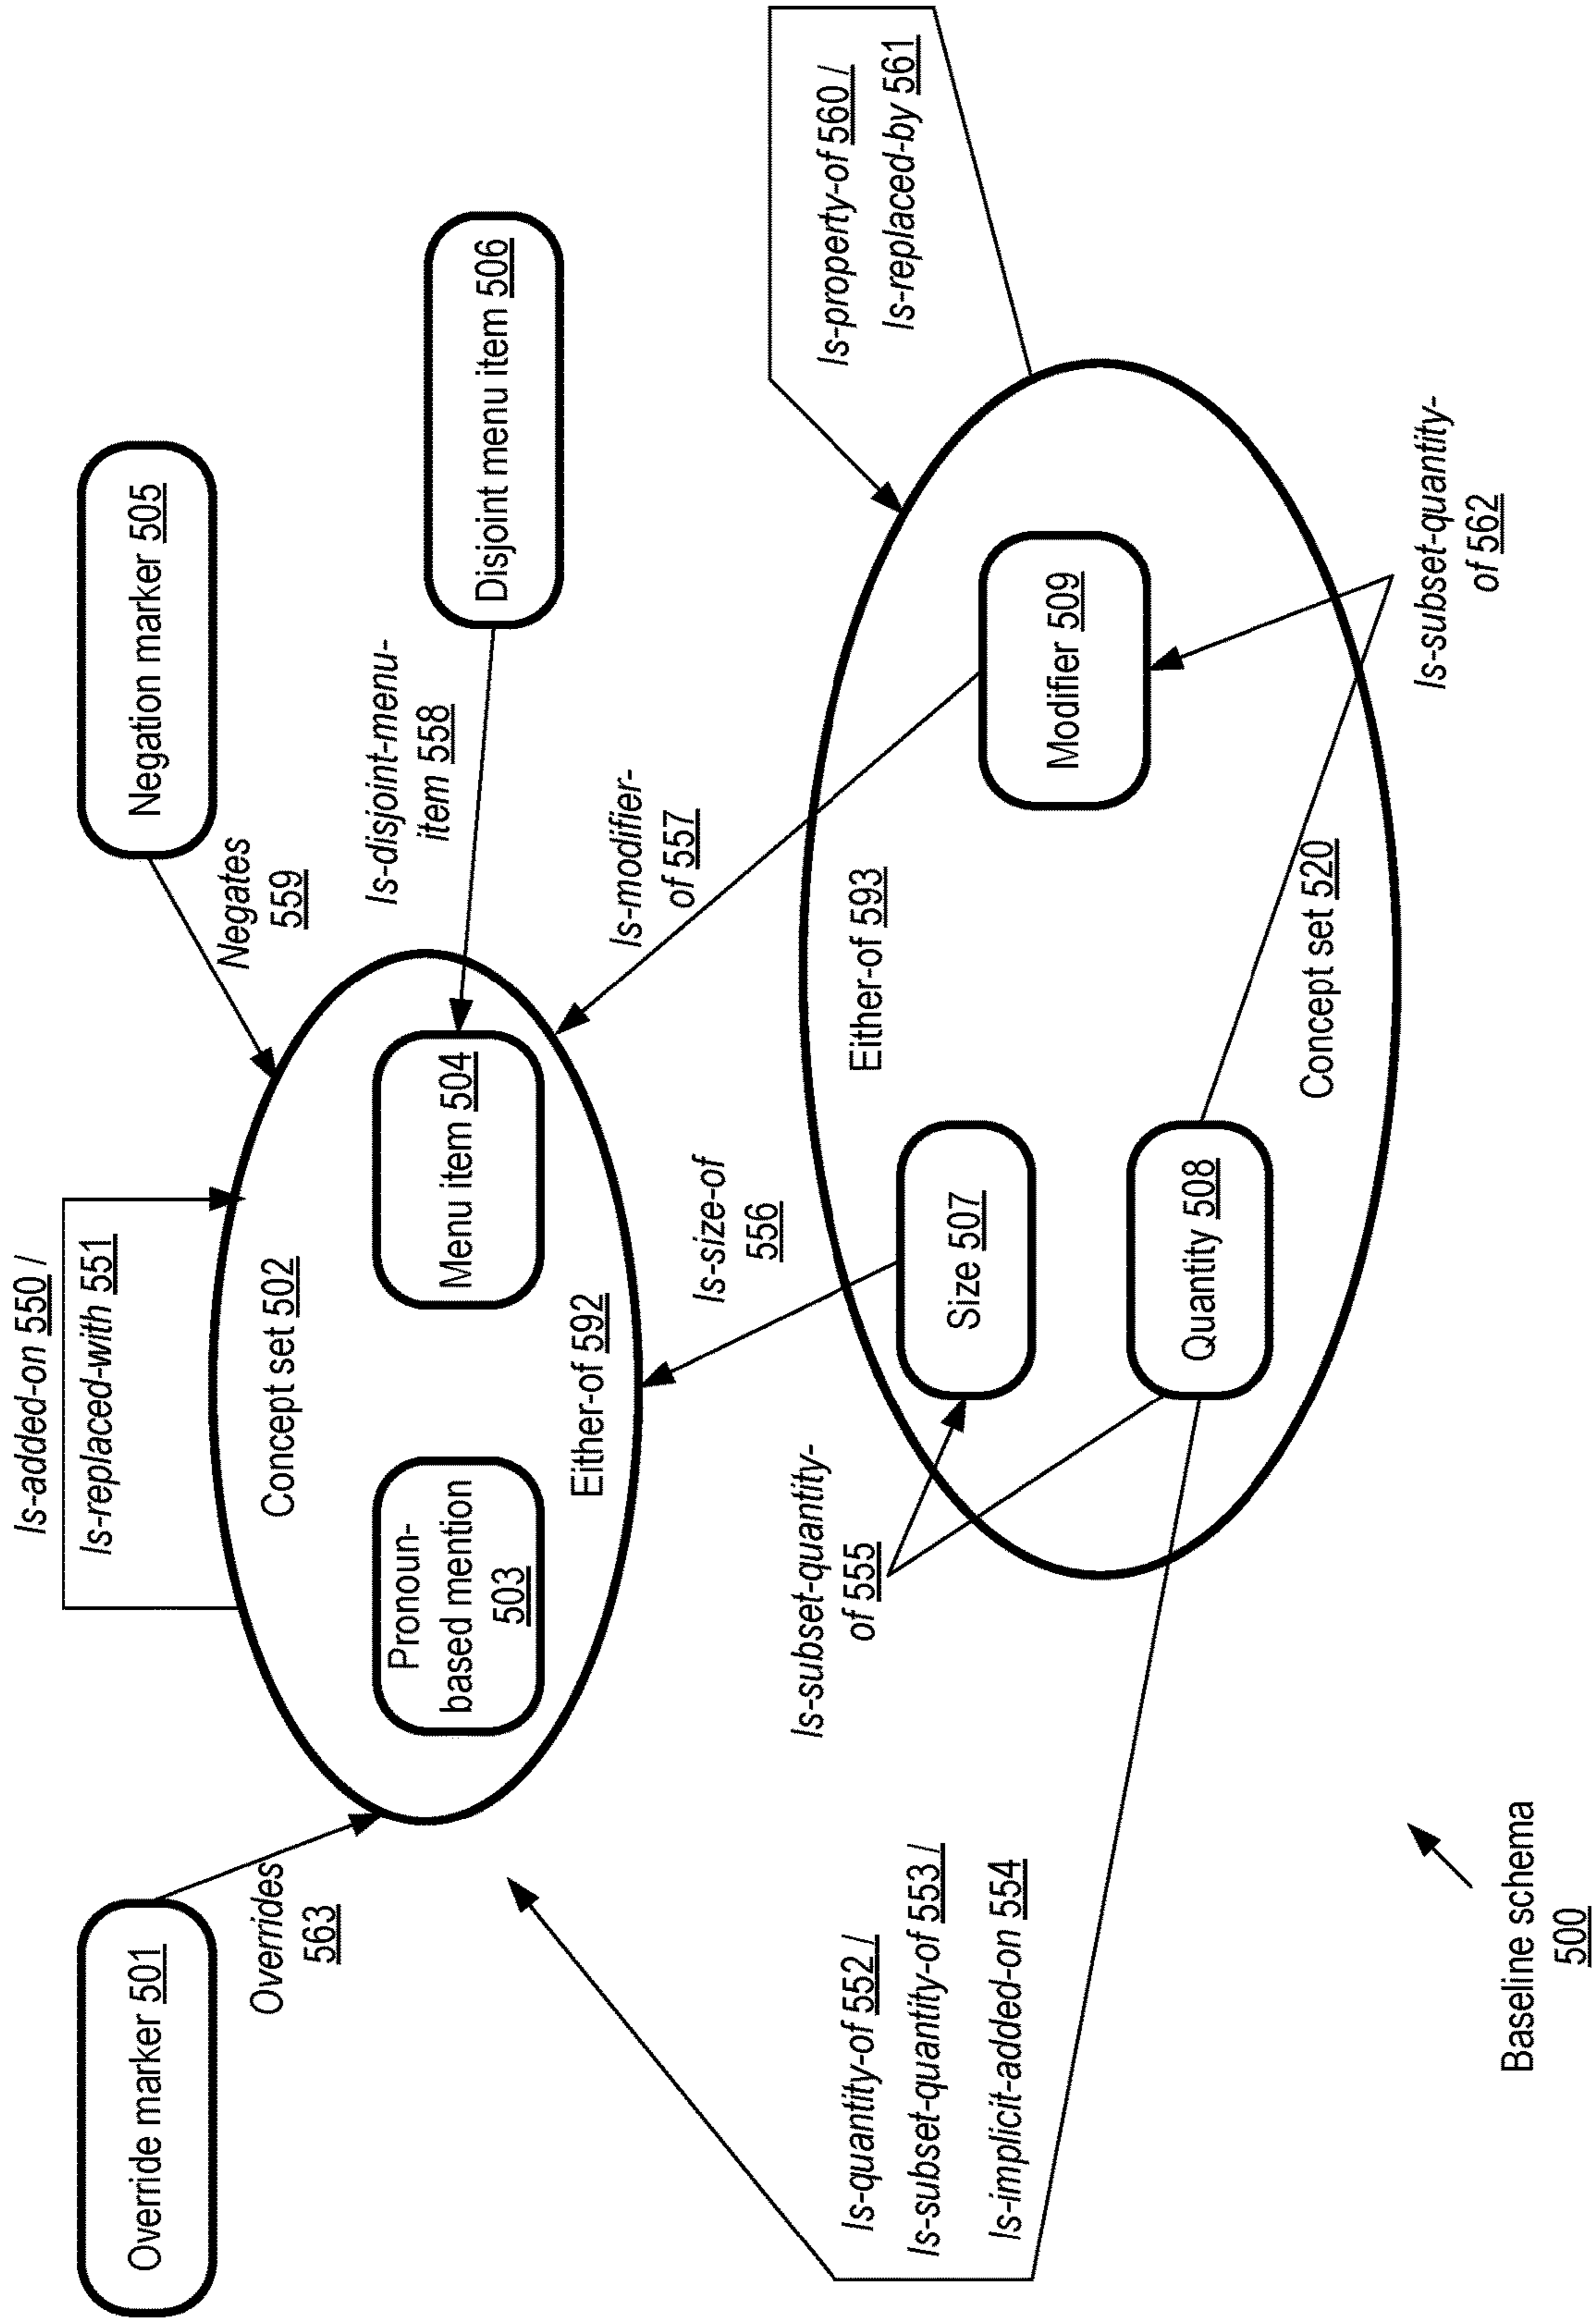 Is-added-on 550 /
Is-replaced-with 551
Override marker 501
Negation marker 505
Overrides
563
Negates
559
Concept set 502
Pronoun-
based mention
503
Menu item 504
Either-of 592
Is-disjoint-menu-
item 558
Disjoint menu item 506
Is-modifier-
of 557
Is-size-of
556
Is-subset-quantity-
of 555
Is-quantity-of 552 /
Is-subset-quantity-of 553 /
Is-implicit-added-on 554
Either-of 593
Size 507
Modifier 509
Quantity 508
Concept set 520
Is-property-of 560 /
Is-replaced-by 561
Is-subset-quantity-
of 562
Baseline schema
500